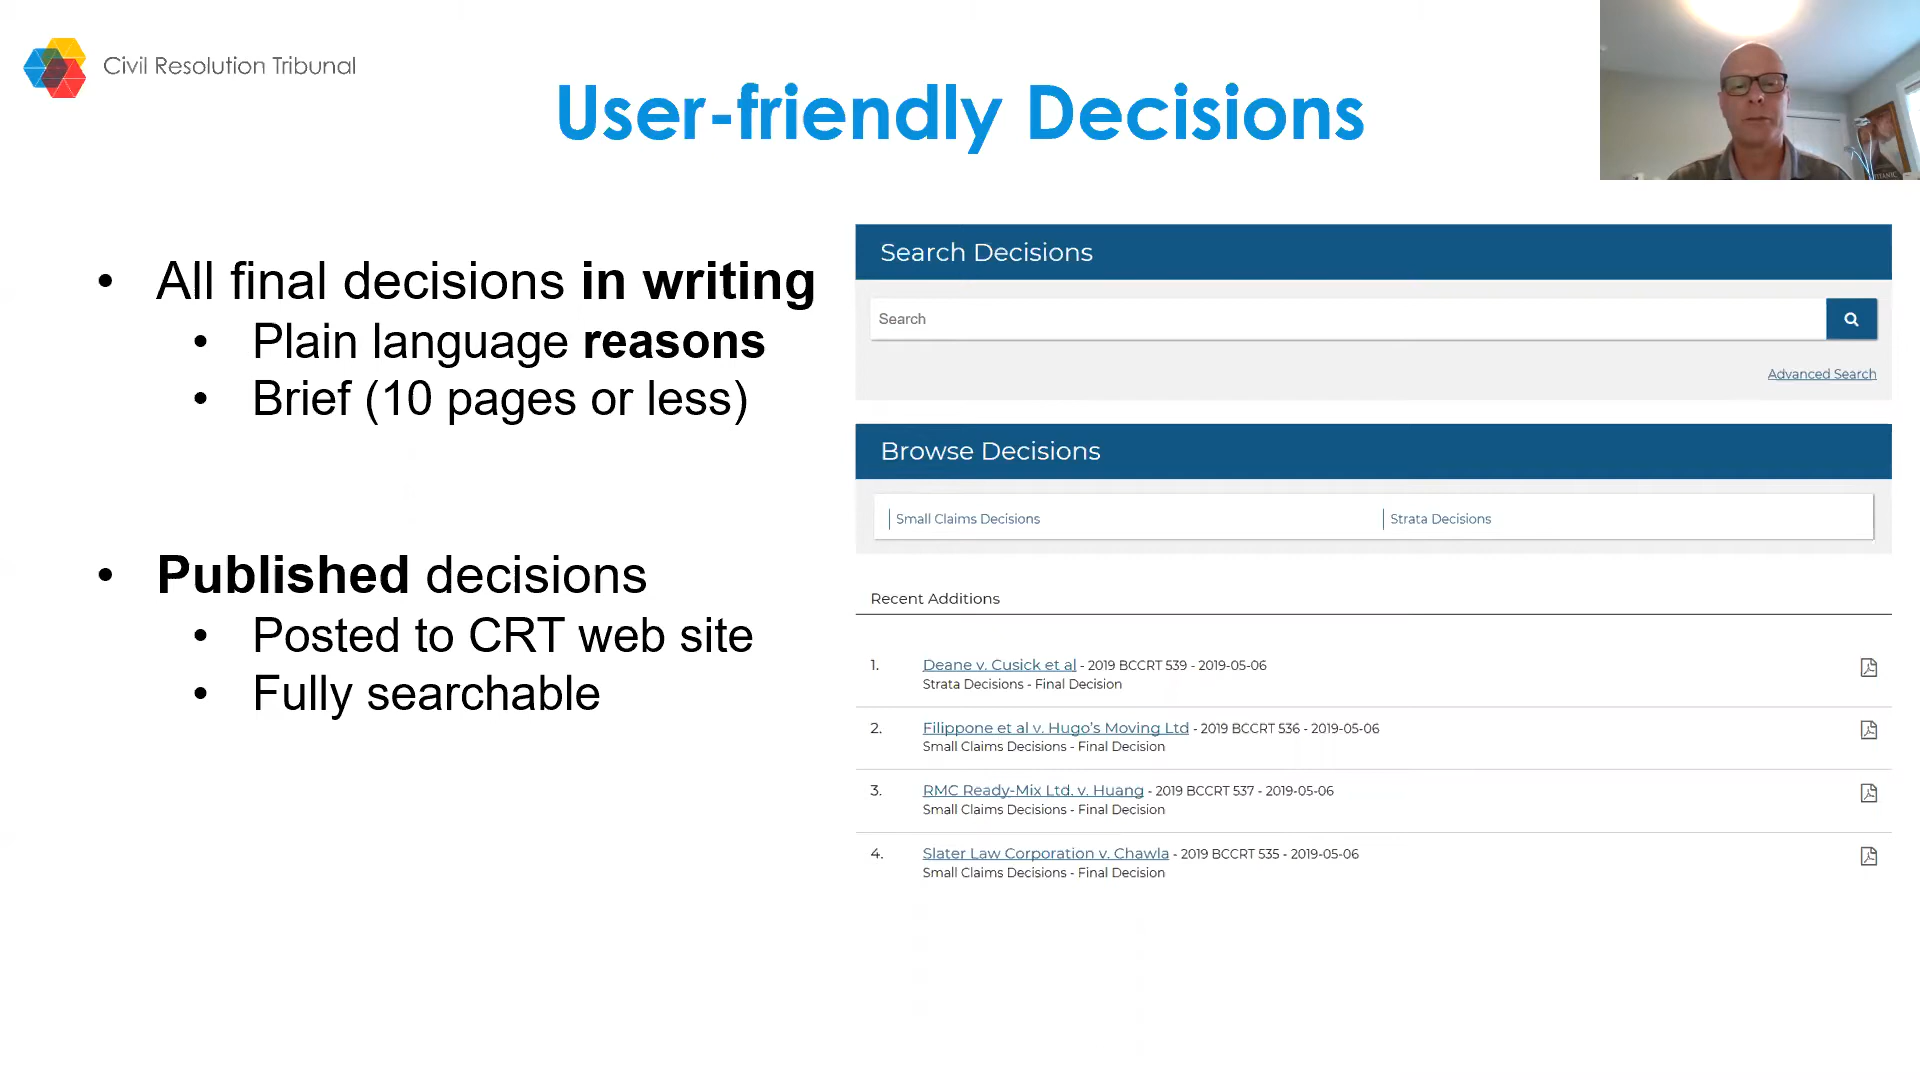 Civil Resolution Tribunal
User-friendly Decisions
• All final decisions in writing
• Plain language reasons
• Brief (10 pages or less)
• Published decisions
• Posted to CRT web site
• Fully searchable
Search Decisions
Search
Advanced Search
Browse Decisions
Small Claims Decisions
Strata Decisions
Recent Additions
1. Deane v. Cusick et al - 2019 BCCRT 539 - 2019-05-06
Strata Decisions - Final Decision
2. Filippone et al v. Hugo's Moving Ltd - 2019 BCCRT 536 - 2019-05-06
Small Claims Decisions - Final Decision
3. RMC Ready-Mix Ltd. v. Huang - 2019 BCCRT 537 - 2019-05-06
Small Claims Decisions - Final Decision
4. Slater Law Corporation v. Chawla - 2019 BCCRT 535 - 2019-05-06
Small Claims Decisions - Final Decision
TITANIC